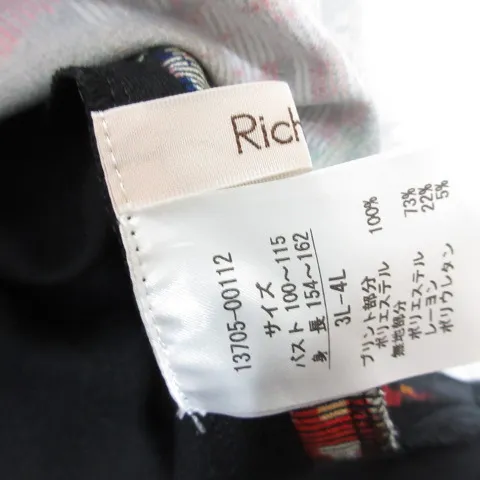 Rich
13705-00112
サイズ
バスト 100～115
身 長 154～162
3L-4L
プリント部分
ポリエステル 100%
無地部分
ポリエステル 73%
レーヨン 22%
ポリウレタン 5%